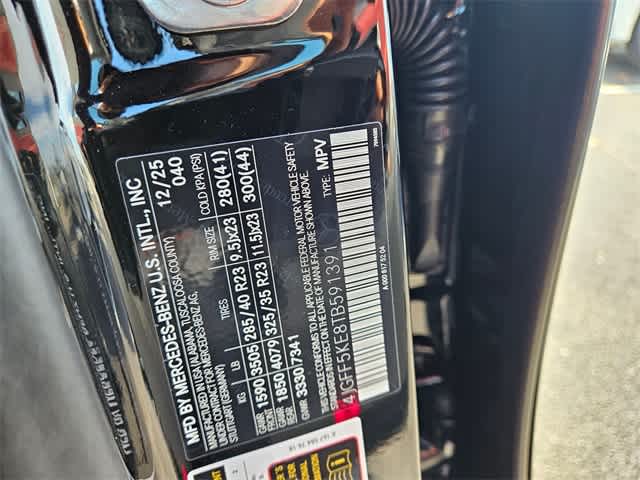 MFD BY MERCEDES-BENZ U.S. INTL., INC
MANUFACTURED IN USA (ALABAMA, TUSCALOOSA COUNTY) 12/25
UNDER CONTRACT FOR MERCEDES-BENZ AG, 040
STUTTGART (GERMANY)
KG LB TIRES RIM SIZE COLD KPA (PSI)
GAWR FRONT 1590 3505 285/40 R23 9.5Jx23 280(41)
GAWR REAR 1850 4079 325/35 R23 11.5Jx23 300(44)
GVWR 3330 7341
THIS VEHICLE CONFORMS TO ALL APPLICABLE FEDERAL MOTOR VEHICLE SAFETY
STANDARDS IN EFFECT ON THE DATE OF MANUFACTURE SHOWN ABOVE.
4JGFF5KE8TB591391 TYPE: MPV
A 000 817 52 04